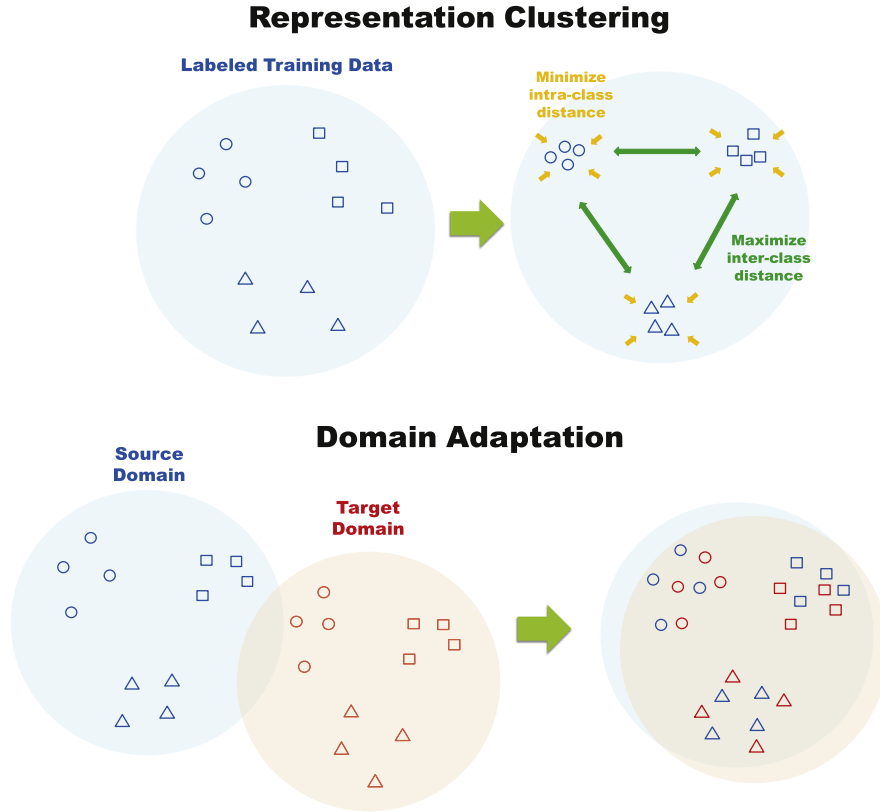 Representation Clustering
Labeled Training Data
Minimize
intra-class
distance
Maximize
inter-class
distance
Domain Adaptation
Source
Domain
Target
Domain